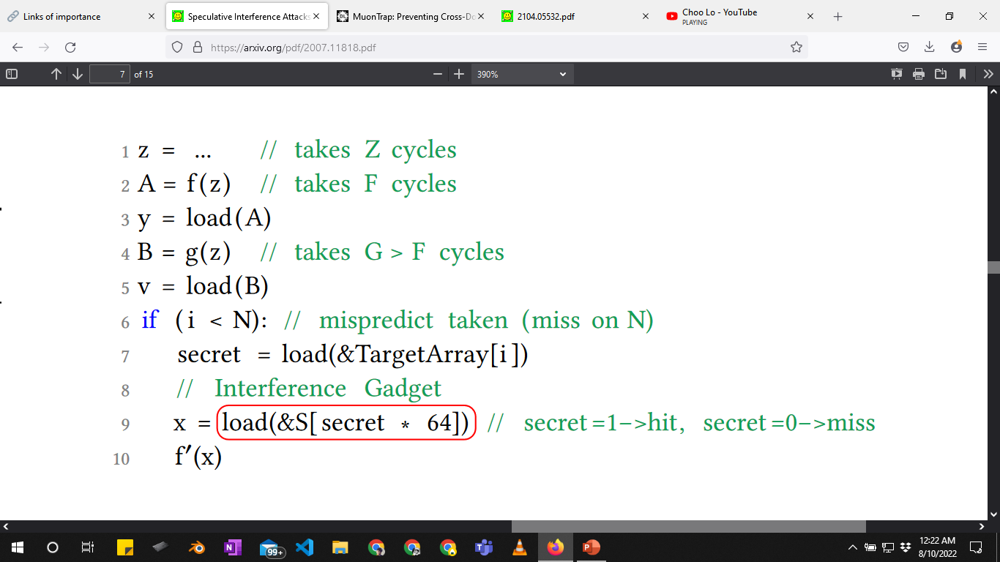 Links of importance
Speculative Interference Attacks
MuonTrap: Preventing Cross-Do
2104.05532.pdf
Choo Lo - YouTube
PLAYING
https://arxiv.org/pdf/2007.11818.pdf
7 of 15
390%
1 z = ... // takes Z cycles
2 A = f(z) // takes F cycles
3 y = load(A)
4 B = g(z) // takes G > F cycles
5 v = load(B)
6 if (i < N): // mispredict taken (miss on N)
7 secret = load(&TargetArray[i])
8 // Interference Gadget
9 x = load(&S[secret * 64]) // secret=1->hit, secret=0->miss
10 f′(x)
99+
12:22 AM
8/10/2022